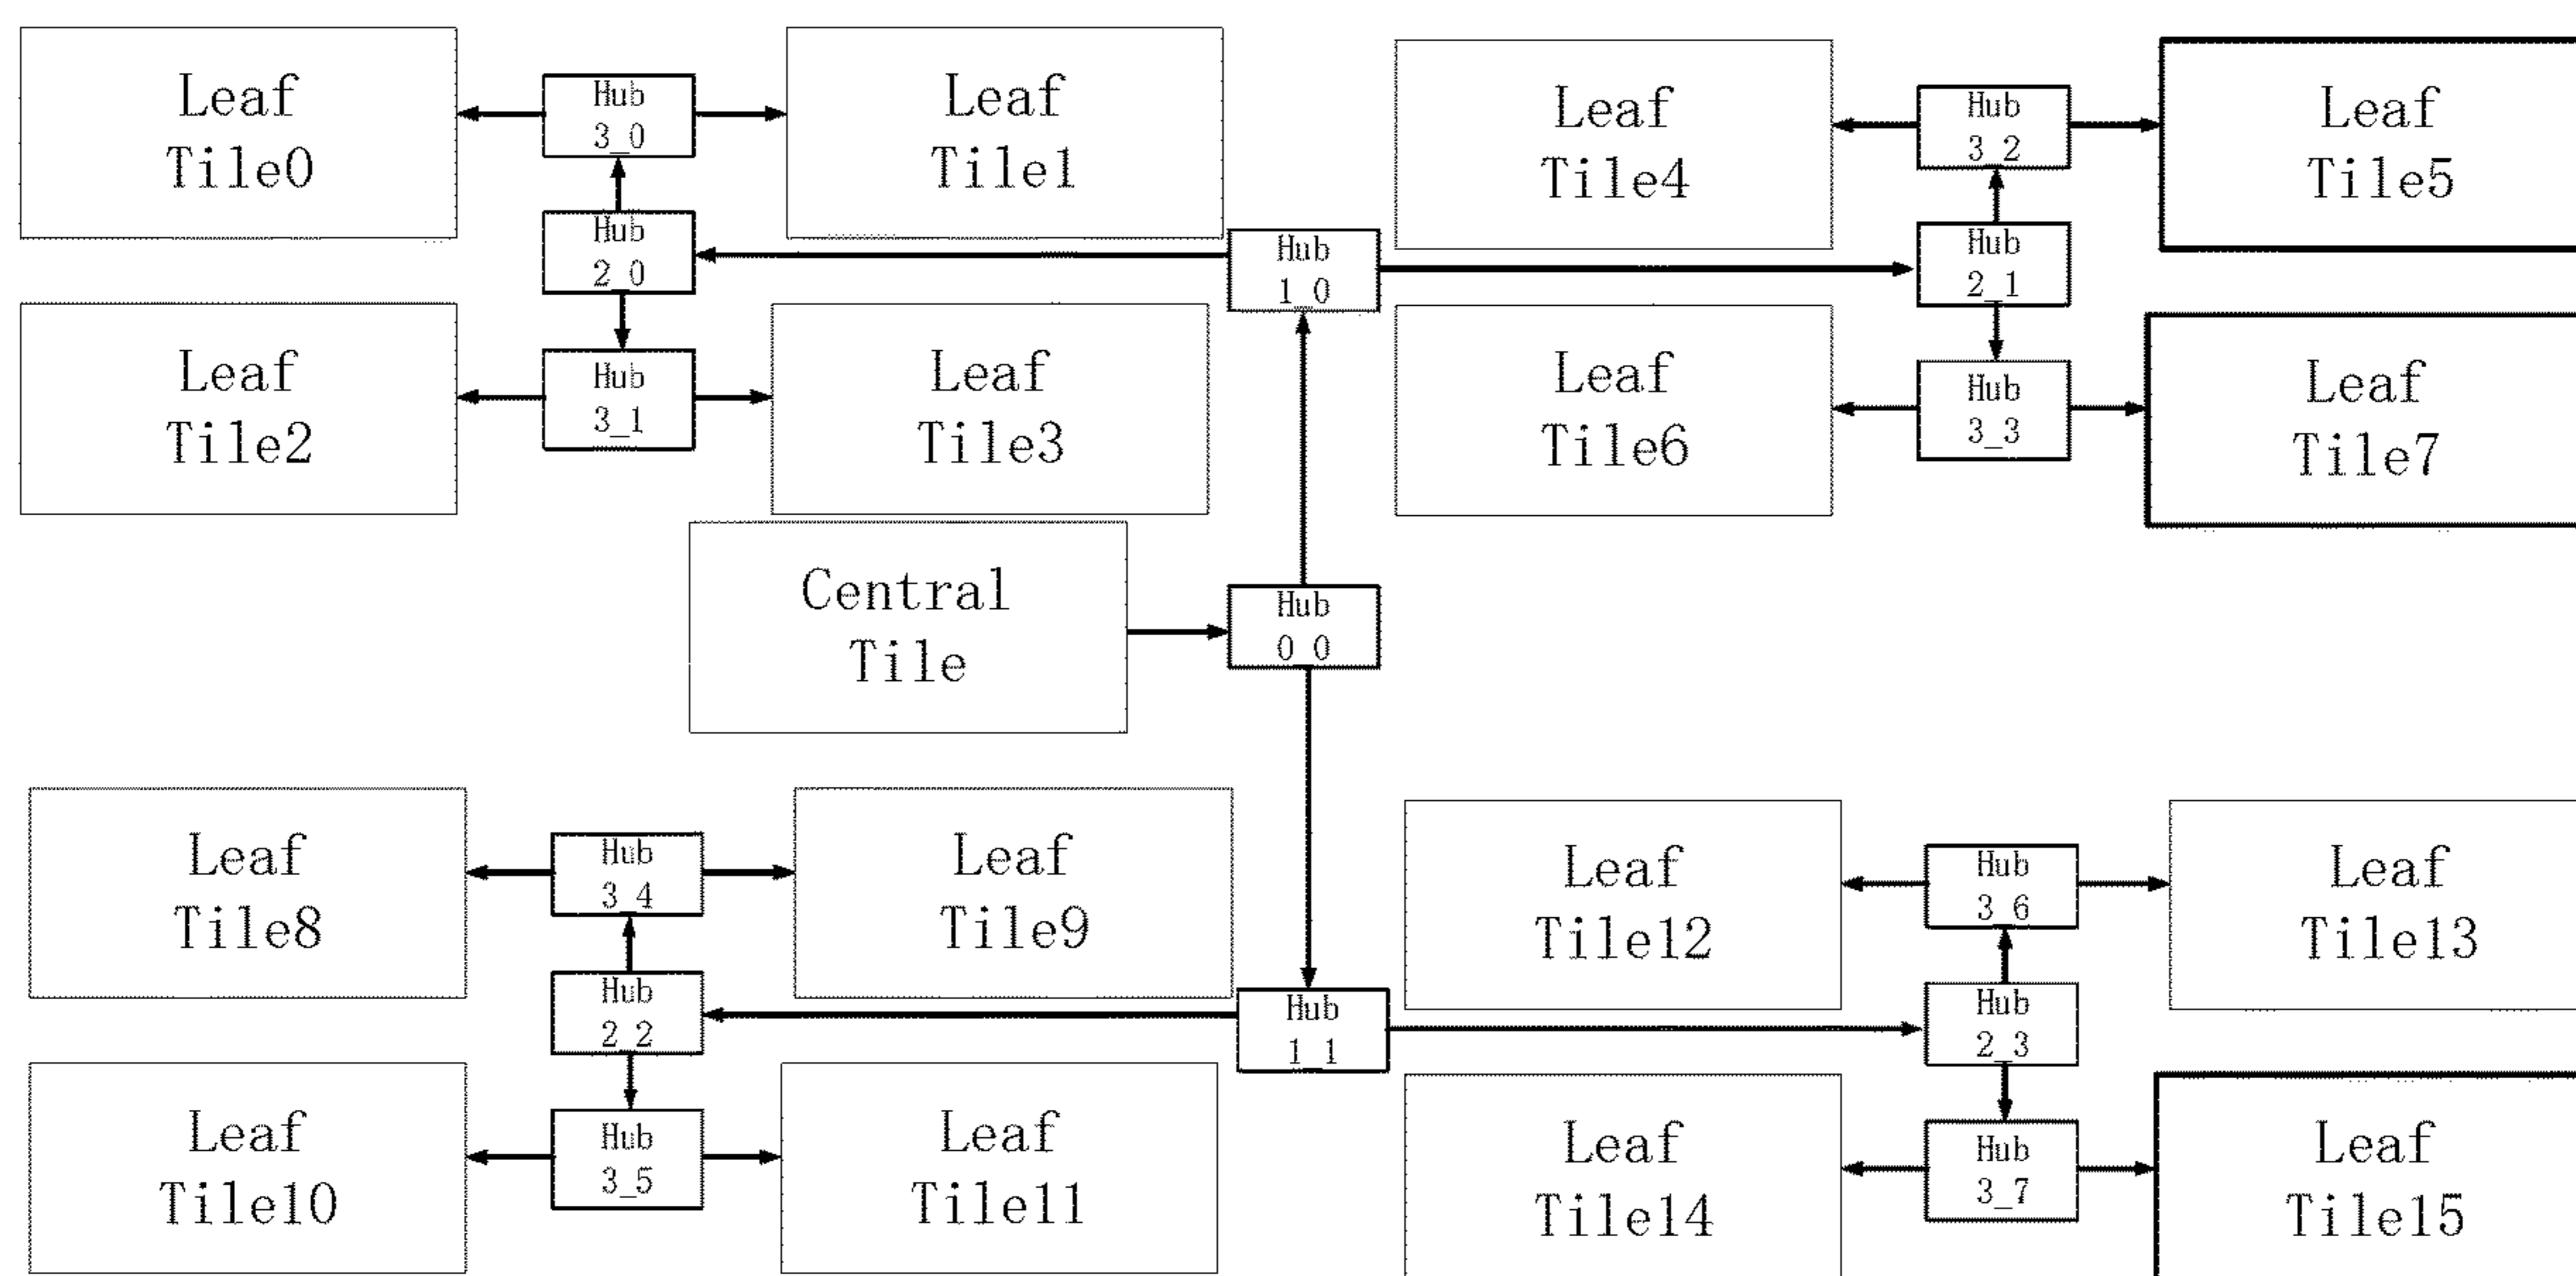 Leaf
Tile0
Hub
3_0
Leaf
Tile1
Leaf
Tile4
Hub
3_2
Leaf
Tile5
Hub
2_0
Hub
1_0
Hub
2_1
Leaf
Tile2
Hub
3_1
Leaf
Tile3
Leaf
Tile6
Hub
3_3
Leaf
Tile7
Central
Tile
Hub
0_0
Leaf
Tile8
Hub
3_4
Leaf
Tile9
Leaf
Tile12
Hub
3_6
Leaf
Tile13
Hub
2_2
Hub
1_1
Hub
2_3
Leaf
Tile10
Hub
3_5
Leaf
Tile11
Leaf
Tile14
Hub
3_7
Leaf
Tile15